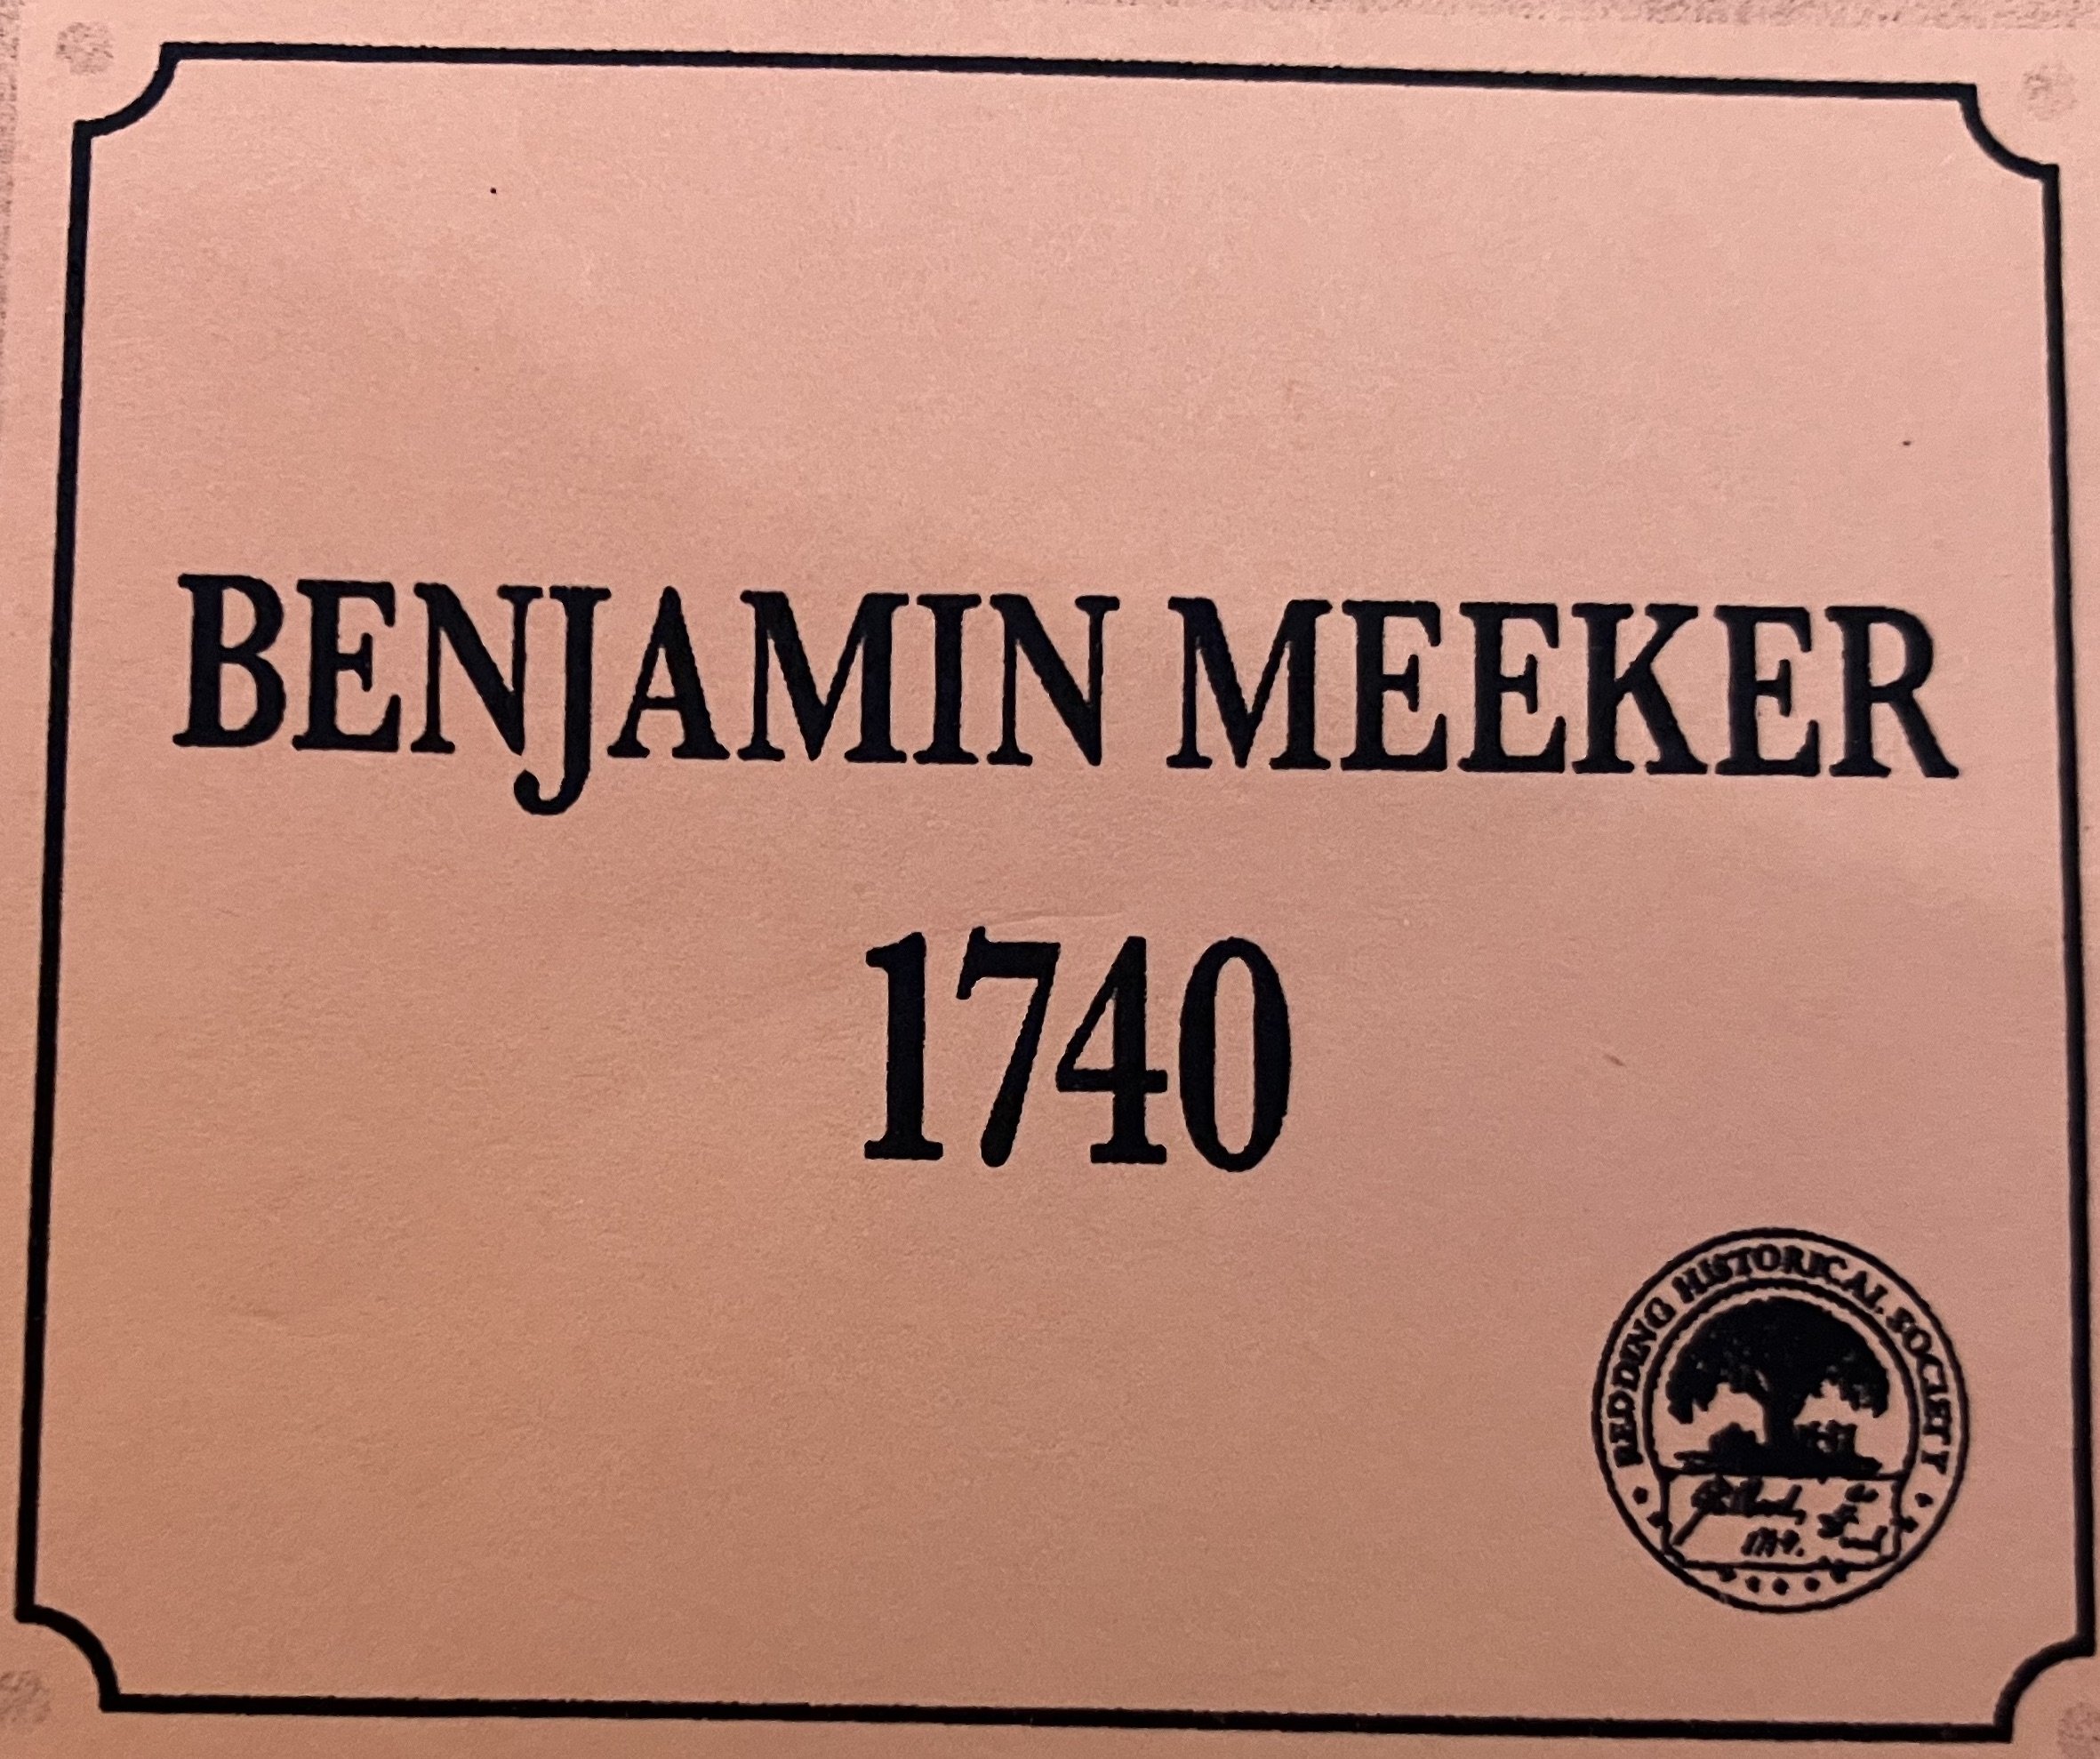 BENJAMIN MEEKER
1740
REDDING HISTORICAL SOCIETY